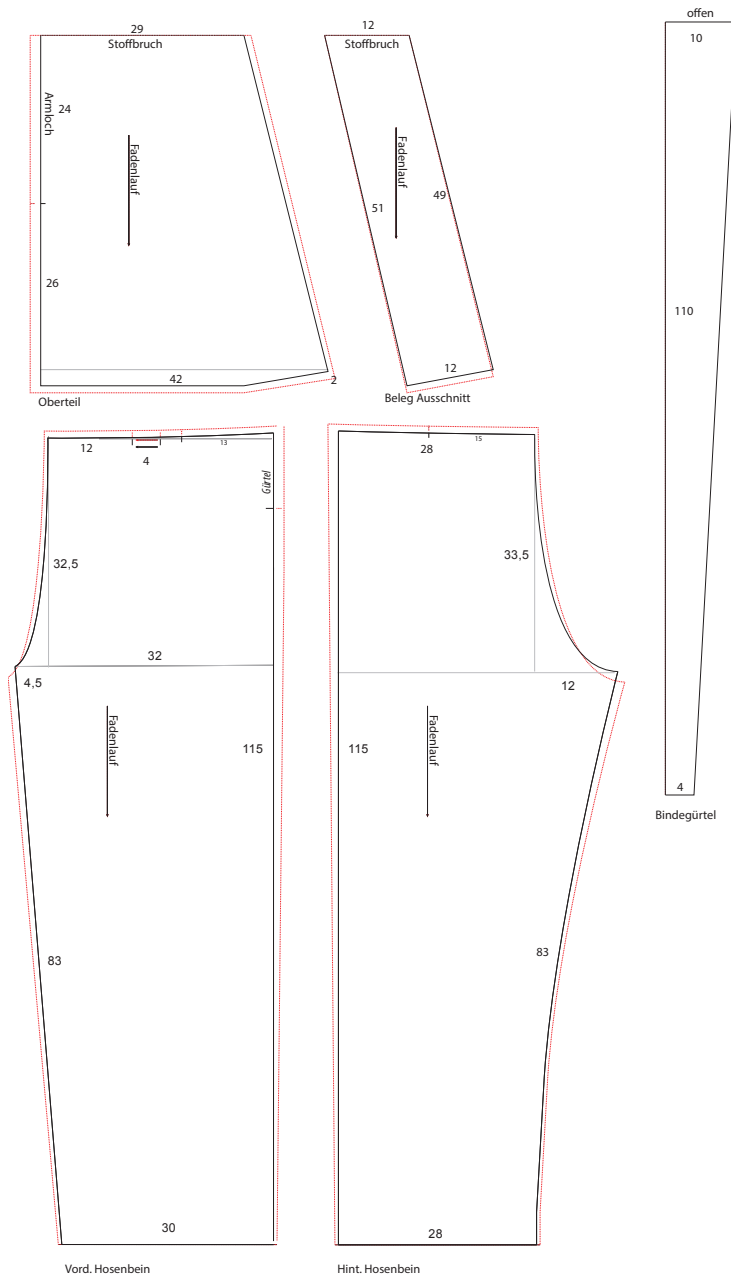 29
Stoffbruch
Armloch
24
Fadenlauf
26
42
2
Oberteil
12
Stoffbruch
Fadenlauf
51
49
12
Beleg Ausschnitt
offen
10
110
4
Bindegürtel
12
4
13
Gürtel
32,5
32
4,5
Fadenlauf
115
83
30
Vord. Hosenbein
28
15
33,5
12
115
Fadenlauf
83
28
Hint. Hosenbein